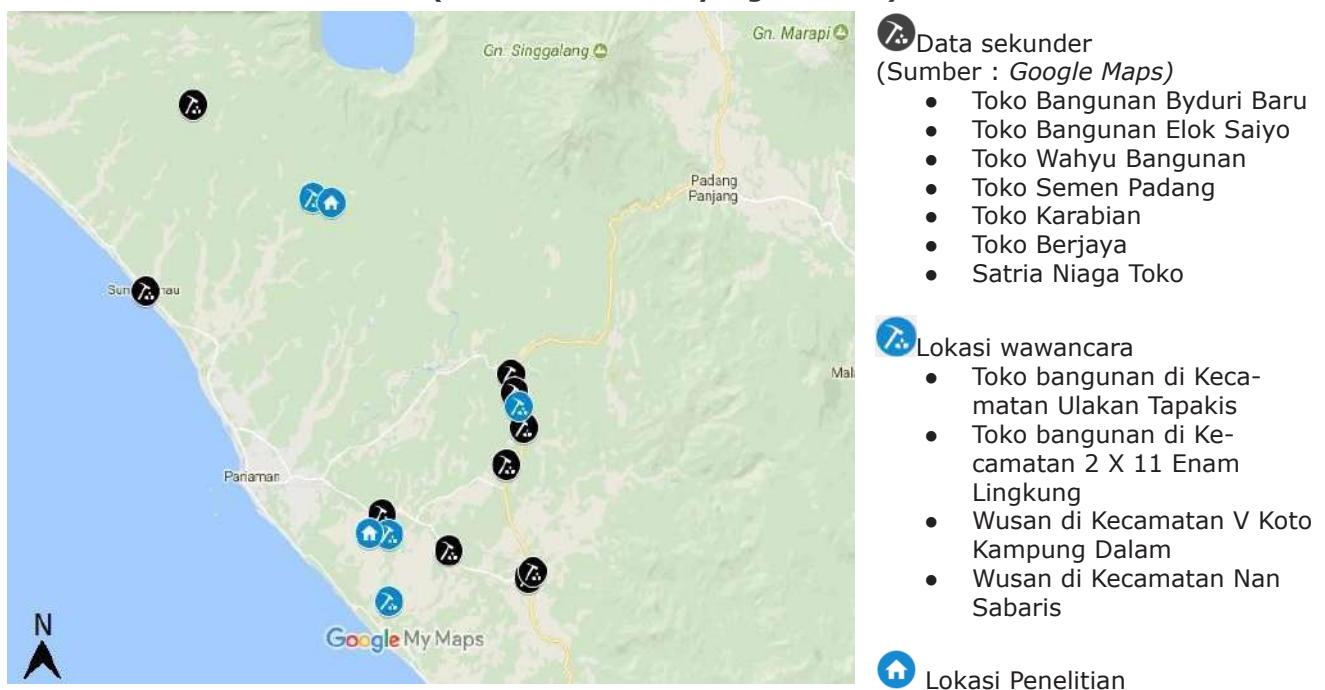 Gn. Singgalang
Gn. Marapi
Padang
Panjang
Pariaman
Google My Maps
N
Data sekunder
(Sumber : Google Maps)
● Toko Bangunan Byduri Baru
● Toko Bangunan Elok Saiyo
● Toko Wahyu Bangunan
● Toko Semen Padang
● Toko Karabian
● Toko Berjaya
● Satria Niaga Toko
Lokasi wawancara
● Toko bangunan di Keca-
matan Ulakan Tapakis
● Toko bangunan di Ke-
camatan 2 X 11 Enam
Lingkung
● Wusan di Kecamatan V Koto
Kampung Dalam
● Wusan di Kecamatan Nan
Sabaris
Lokasi Penelitian